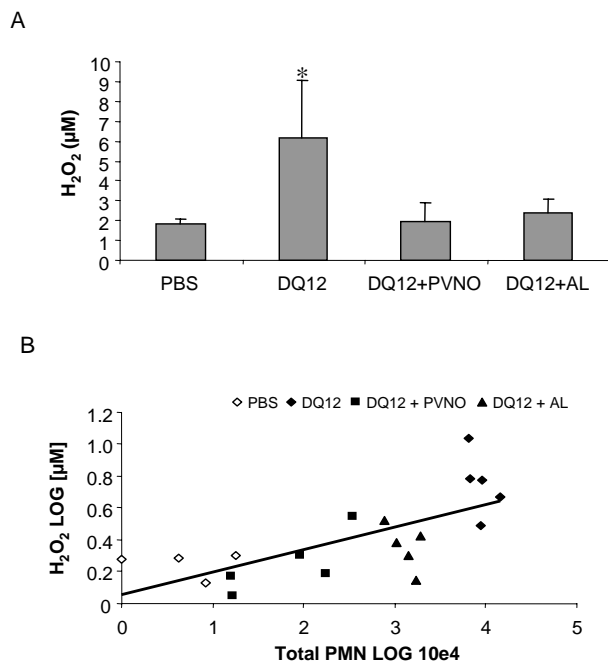 A
H₂O₂ (µM)
10
9
8
7
6
5
4
3
2
1
0
*
PBS DQ12 DQ12+PVNO DQ12+AL
B
◇ PBS ◆ DQ12 ■ DQ12 + PVNO ▲ DQ12 + AL
H₂O₂ LOG [µM]
1.2
1.0
0.8
0.6
0.4
0.2
0
0 1 2 3 4 5
Total PMN LOG 10e4